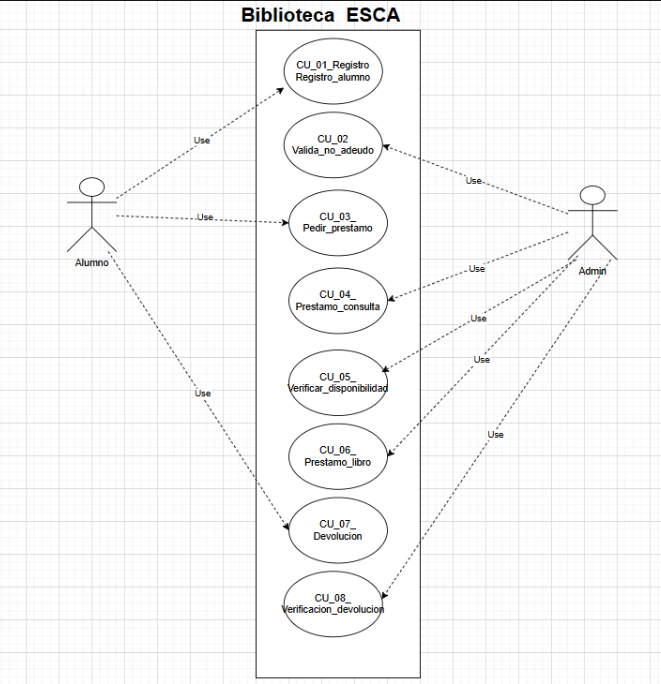 Biblioteca ESCA
CU_01_Registro
Registro_alumno
Use
CU_02
Valida_no_adeudo
Use
Use
CU_03_
Pedir_prestamo
Alumno
Admin
Use
CU_04_
Prestamo_consulta
Use
Use
CU_05_
Verificar_disponibilidad
Use
Use
CU_06_
Prestamo_libro
CU_07_
Devolucion
CU_08_
Verificacion_devolucion